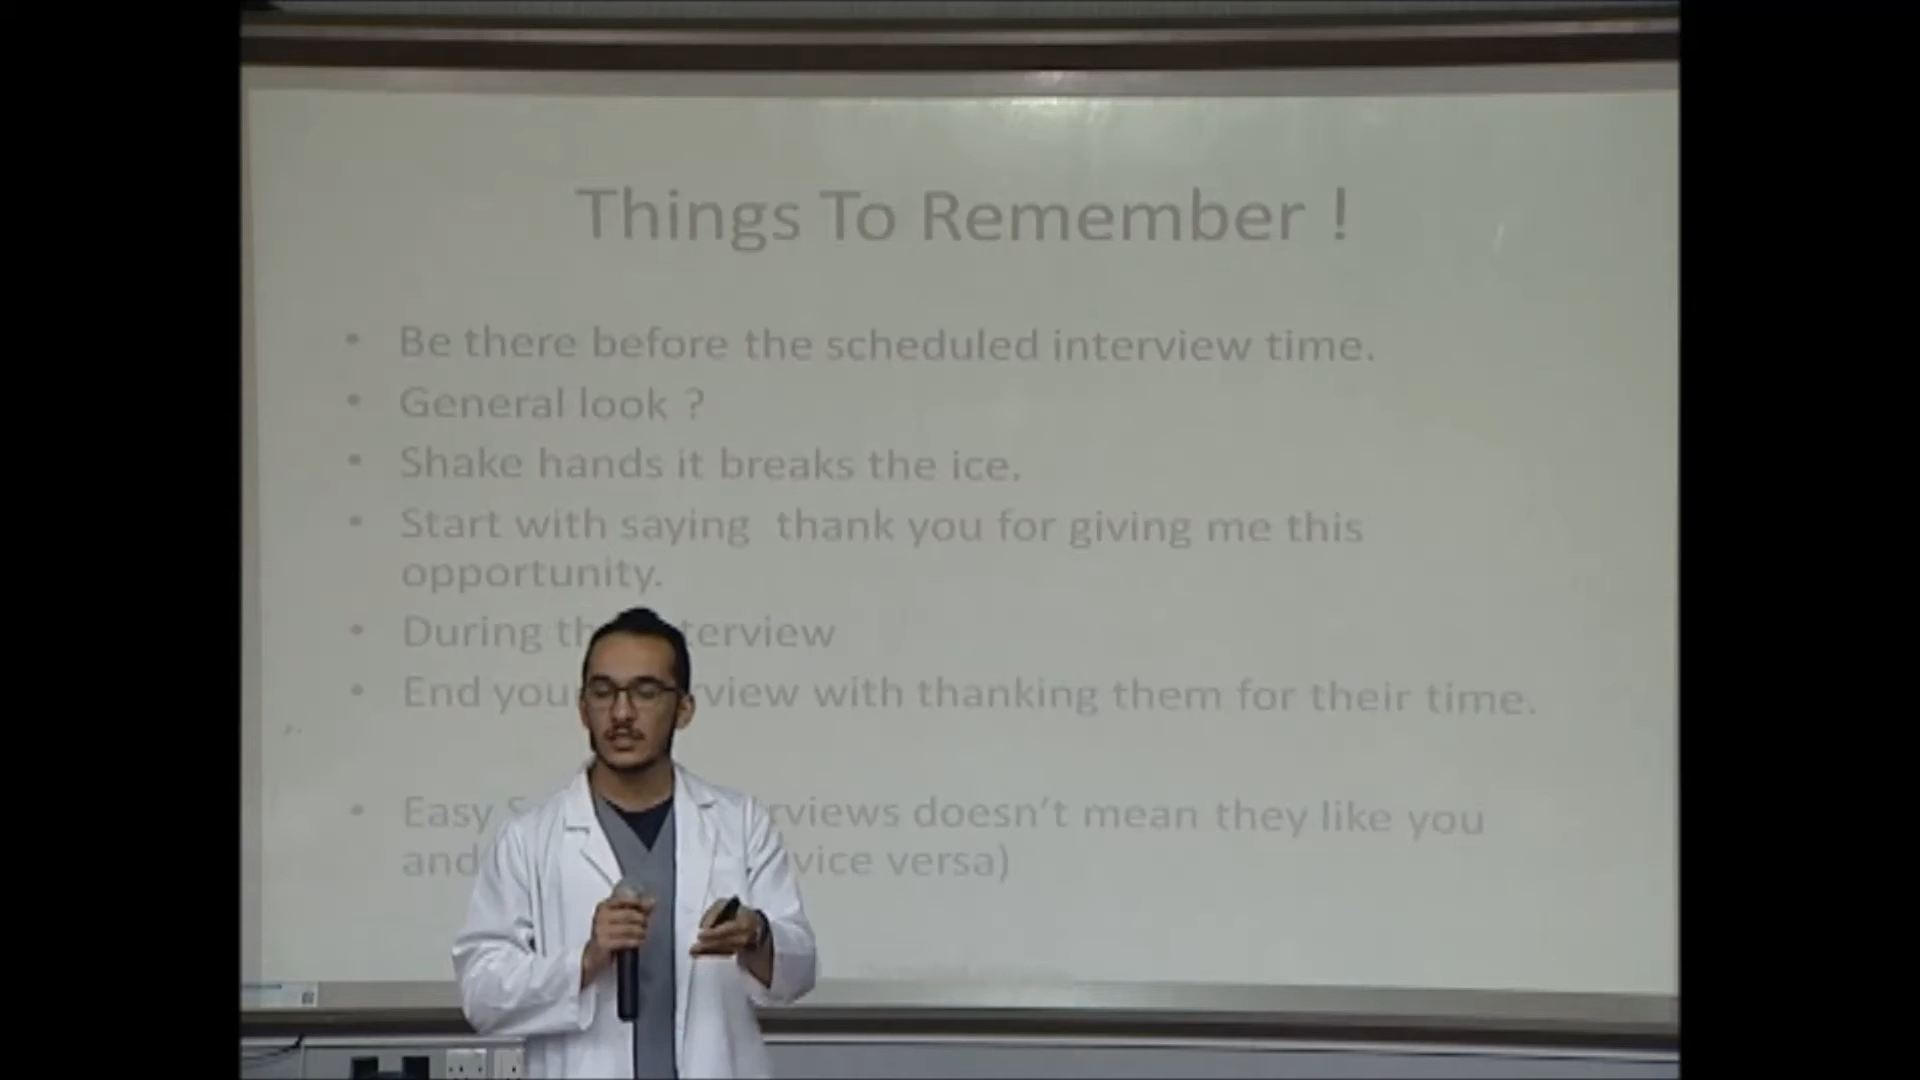 Things To Remember !
• Be there before the scheduled interview time.
• General look ?
• Shake hands it breaks the ice.
• Start with saying thank you for giving me this
opportunity.
• During terview
• End you view with thanking them for their time.
• Easy rviews doesn't mean they like you
and vice versa)